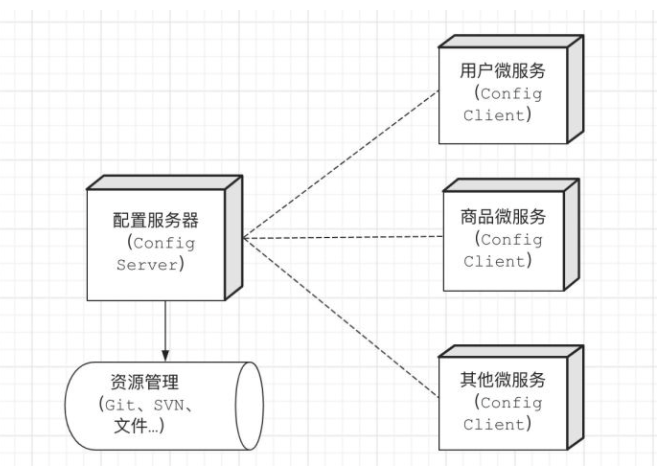 用户微服务
(Config
Client)
配置服务器
(Config
Server)
商品微服务
(Config
Client)
资源管理
(Git、SVN、
文件…)
其他微服务
(Config
Client)